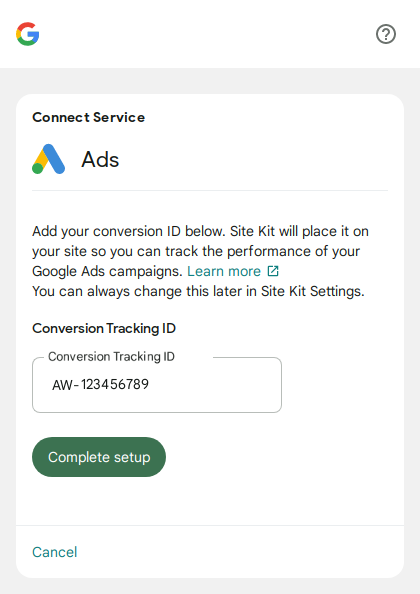 Connect Service
Ads
Add your conversion ID below. Site Kit will place it on
your site so you can track the performance of your
Google Ads campaigns. Learn more
You can always change this later in Site Kit Settings.
Conversion Tracking ID
Conversion Tracking ID
AW-123456789
Complete setup
Cancel